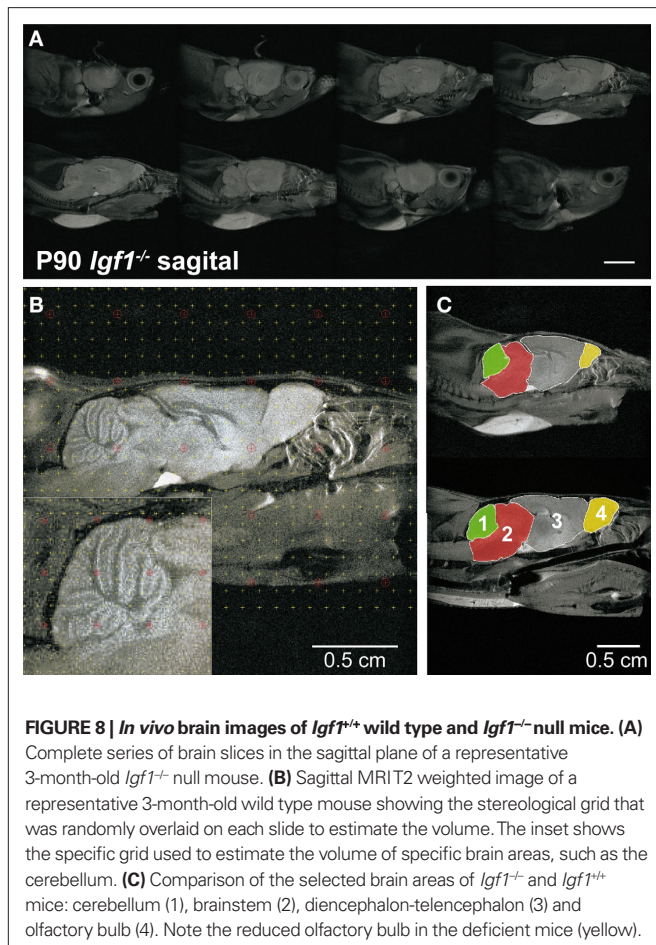 A
P90 Igf1-/- sagital
B
0.5 cm
C
1
2
3
4
0.5 cm
FIGURE 8 | In vivo brain images of Igf1+/+ wild type and Igf1–/– null mice. (A)
Complete series of brain slices in the sagittal plane of a representative
3-month-old Igf1–/– null mouse. (B) Sagittal MRI T2 weighted image of a
representative 3-month-old wild type mouse showing the stereological grid that
was randomly overlaid on each slide to estimate the volume. The inset shows
the specific grid used to estimate the volume of specific brain areas, such as the
cerebellum. (C) Comparison of the selected brain areas of Igf1–/– and Igf1+/+
mice: cerebellum (1), brainstem (2), diencephalon-telencephalon (3) and
olfactory bulb (4). Note the reduced olfactory bulb in the deficient mice (yellow).